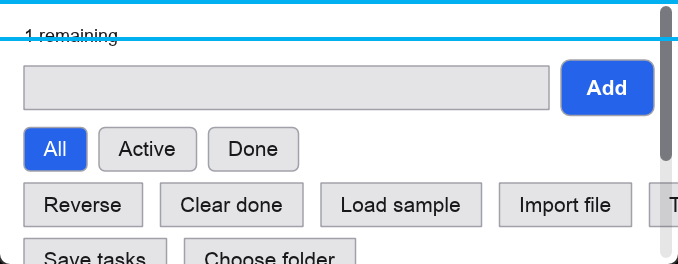 1 remaining
Add
All Active Done
Reverse Clear done Load sample Import file
Save tasks Choose folder